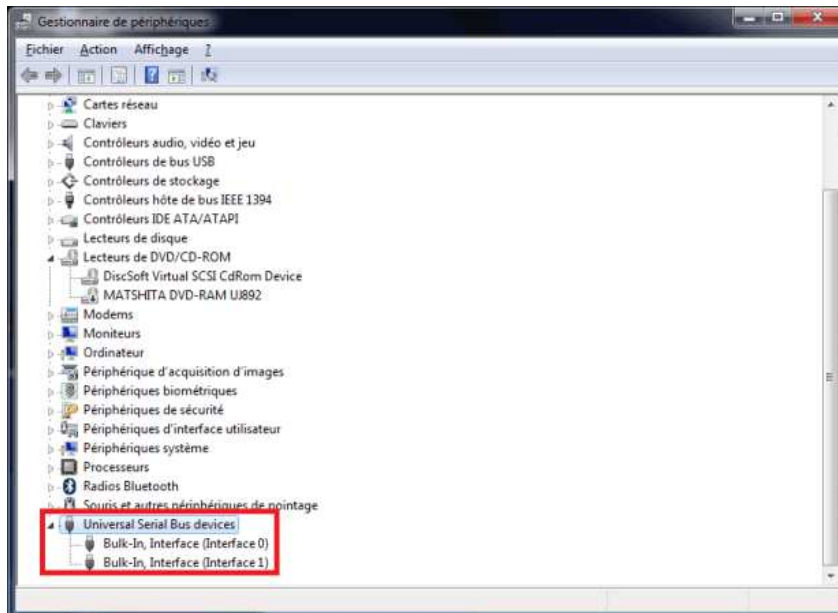 Gestionnaire de périphériques
Fichier Action Affichage ?
Cartes réseau
Claviers
Contrôleurs audio, vidéo et jeu
Contrôleurs de bus USB
Contrôleurs de stockage
Contrôleurs hôte de bus IEEE 1394
Contrôleurs IDE ATA/ATAPI
Lecteurs de disque
Lecteurs de DVD/CD-ROM
DiscSoft Virtual SCSI CdRom Device
MATSHITA DVD-RAM UJ892
Modems
Moniteurs
Ordinateur
Périphérique d'acquisition d'images
Périphériques biométriques
Périphériques de sécurité
Périphériques d'interface utilisateur
Périphériques système
Processeurs
Radios Bluetooth
Souris et autres périphériques de pointage
Universal Serial Bus devices
Bulk-In, Interface (Interface 0)
Bulk-In, Interface (Interface 1)